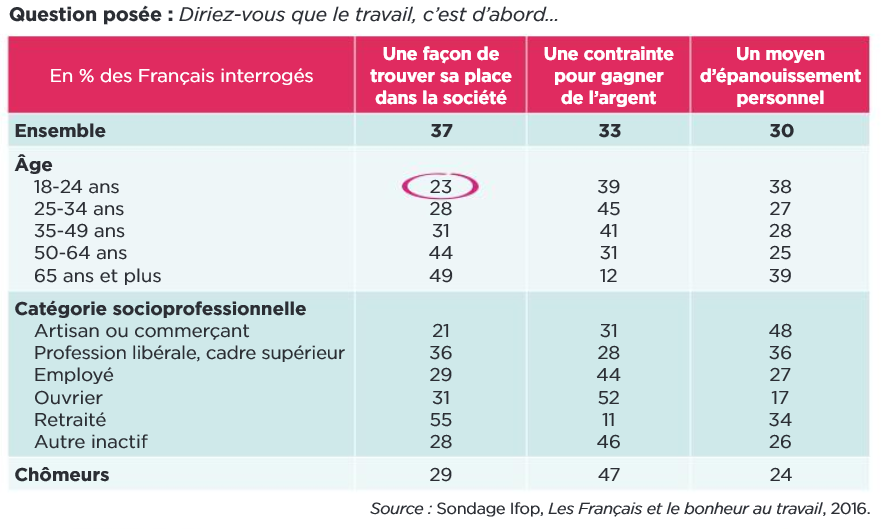 Question posée : Diriez-vous que le travail, c’est d’abord…
En % des Français interrogés
Une façon de
trouver sa place
dans la société
Une contrainte
pour gagner
de l’argent
Un moyen
d’épanouissement
personnel
Ensemble 37 33 30
Âge
18-24 ans 23 39 38
25-34 ans 28 45 27
35-49 ans 31 41 28
50-64 ans 44 31 25
65 ans et plus 49 12 39
Catégorie socioprofessionnelle
Artisan ou commerçant 21 31 48
Profession libérale, cadre supérieur 36 28 36
Employé 29 44 27
Ouvrier 31 52 17
Retraité 55 11 34
Autre inactif 28 46 26
Chômeurs 29 47 24
Source : Sondage Ifop, Les Français et le bonheur au travail, 2016.